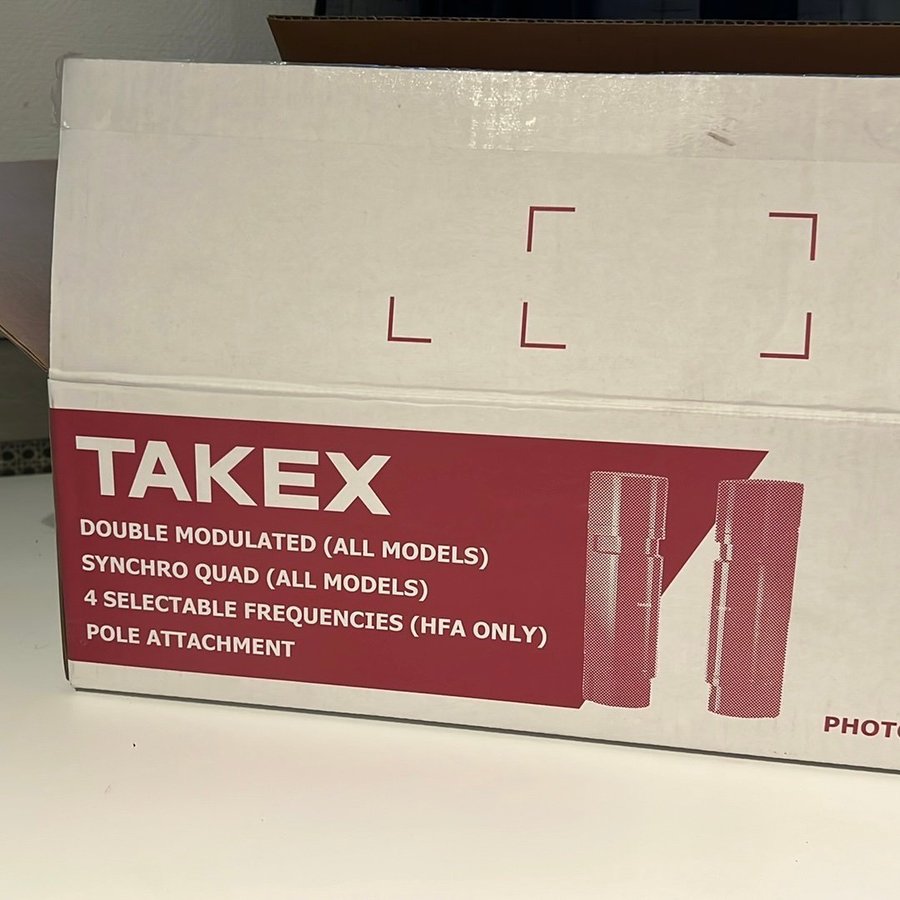 TAKEX
DOUBLE MODULATED (ALL MODELS)
SYNCHRO QUAD (ALL MODELS)
4 SELECTABLE FREQUENCIES (HFA ONLY)
POLE ATTACHMENT